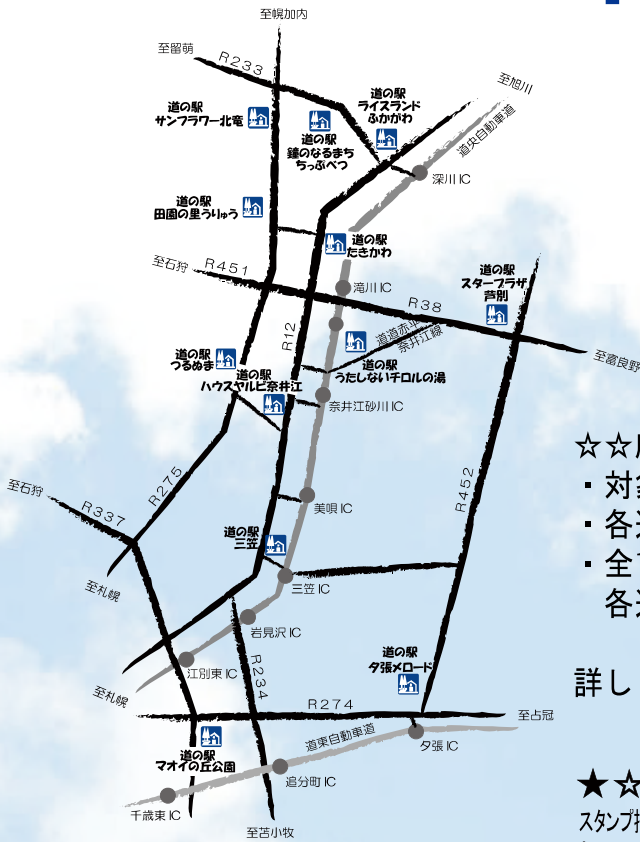 至幌加内
至留萌
R233
道の駅
サンフラワー北竜
道の駅
鐘のなるまち
ちっぷべつ
道の駅
ライスランド
ふかがわ
至旭川
道央自動車道
深川IC
道の駅
田園の里うりゅう
道の駅
たきかわ
至石狩
R451
滝川IC
R38
道の駅
スタープラザ
芦別
至富良野
R12
道道赤平
奈井江線
道の駅
つるぬま
道の駅
ハウスヤルビ奈井江
道の駅
うたしないチロルの湯
奈井江砂川IC
至石狩
R337
R275
R452
美唄IC
道の駅
三笠
三笠IC
至札幌
岩見沢IC
江別東IC
R234
至札幌
道の駅
夕張メロード
R274
至占冠
道の駅
マオイの丘公園
道東自動車道
夕張IC
追分町IC
千歳東IC
至苫小牧
☆☆
・対象
・各
・全て
各
詳し
★☆
スタンプ